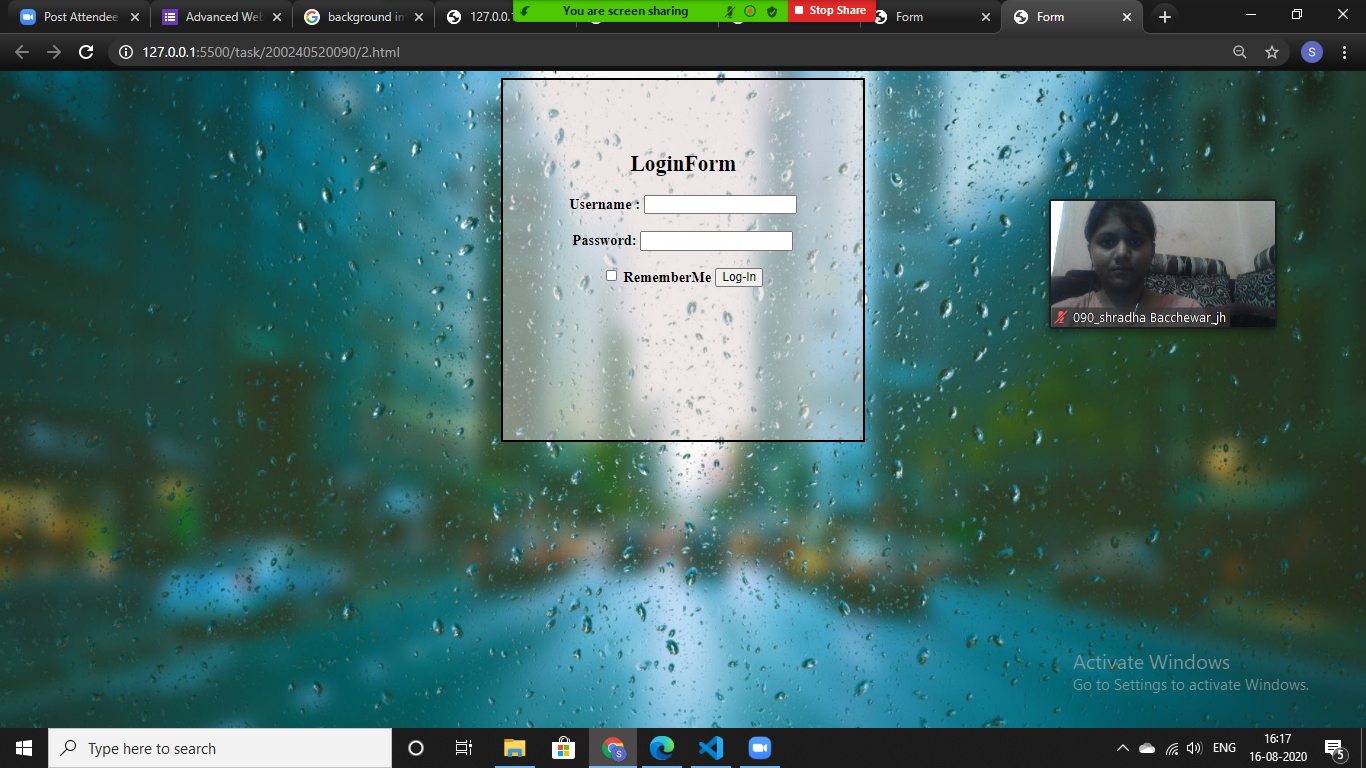 Post Attendee
Advanced Web
background im
127.0.0.1
You are screen sharing
Stop Share
Form
Form
127.0.0.1:5500/task/200240520090/2.html
S
LoginForm
Username :
Password:
RememberMe Log-In
090_shradha Bacchewar_jh
Activate Windows
Go to Settings to activate Windows.
Type here to search
S
ENG
16:17
16-08-2020
5